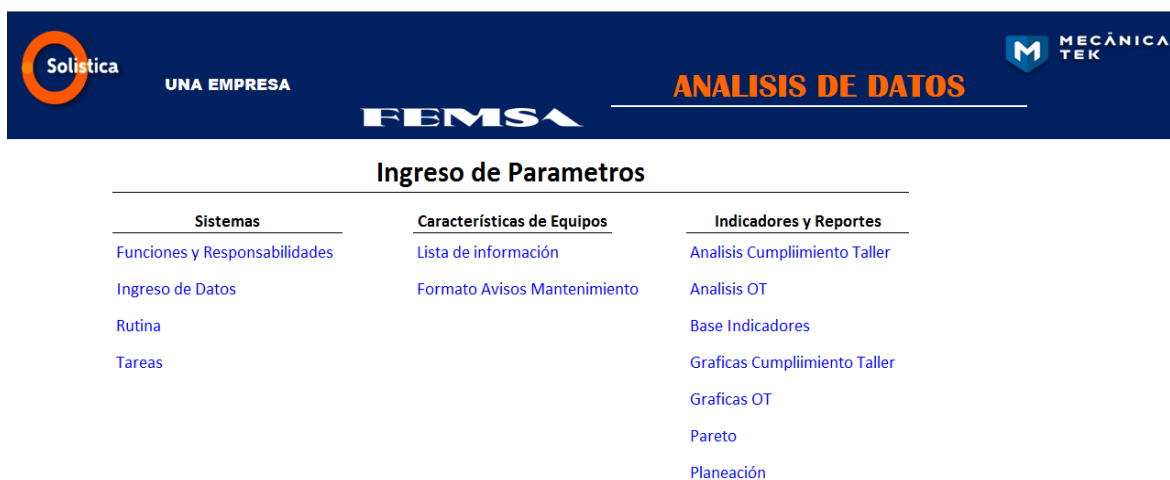 Solistica
UNA EMPRESA
FEMSA
ANALISIS DE DATOS
MECÁNICA
TEK
Ingreso de Parametros
Sistemas
Funciones y Responsabilidades
Ingreso de Datos
Rutina
Tareas
Características de Equipos
Lista de información
Formato Avisos Mantenimiento
Indicadores y Reportes
Analisis Cumpliimiento Taller
Analisis OT
Base Indicadores
Graficas Cumpliimiento Taller
Graficas OT
Pareto
Planeación